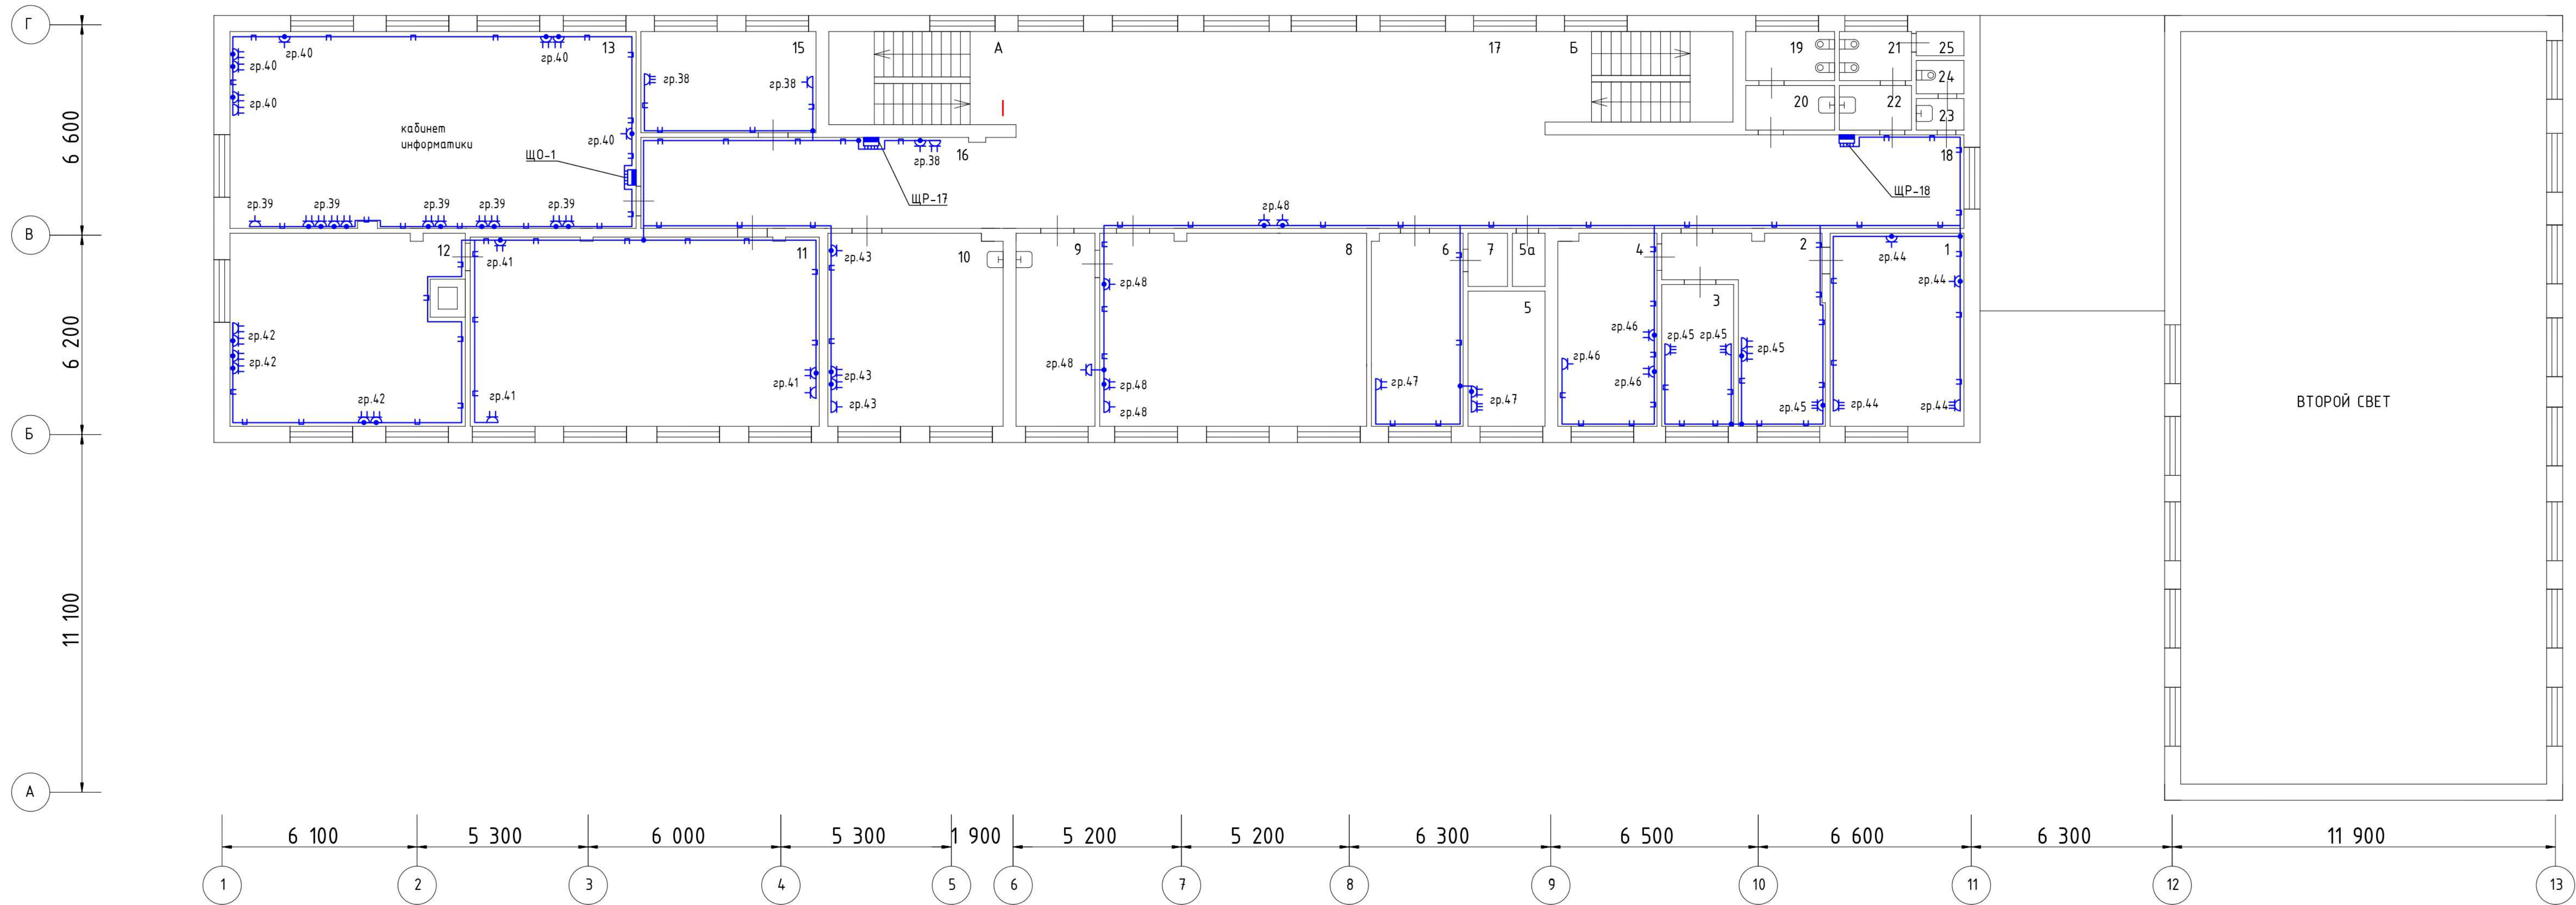 Г
13
15
А
17
Б
19
21
25
гр.40
гр.40
гр.40
гр.38
гр.38
24
6 600
гр.40
20
22
23
кабинет
информатики
гр.40
ЩО-1
гр.38
16
18
ЩР-17
ЩР-18
гр.39
гр.39
гр.39
гр.39
гр.39
гр.48
В
12
гр.41
11
гр.43
10
9
8
6
7
5а
4
2
1
гр.44
гр.48
гр.44
3
5
6 200
гр.42
гр.42
гр.46
гр.45
гр.45
гр.45
гр.46
гр.48
гр.43
гр.41
гр.48
гр.47
гр.46
гр.42
гр.41
гр.43
гр.48
гр.47
гр.45
гр.44
гр.44
ВТОРОЙ СВЕТ
Б
11 100
А
6 100
5 300
6 000
5 300
1 900
5 200
5 200
6 300
6 500
6 600
6 300
11 900
1
2
3
4
5
6
7
8
9
10
11
12
13